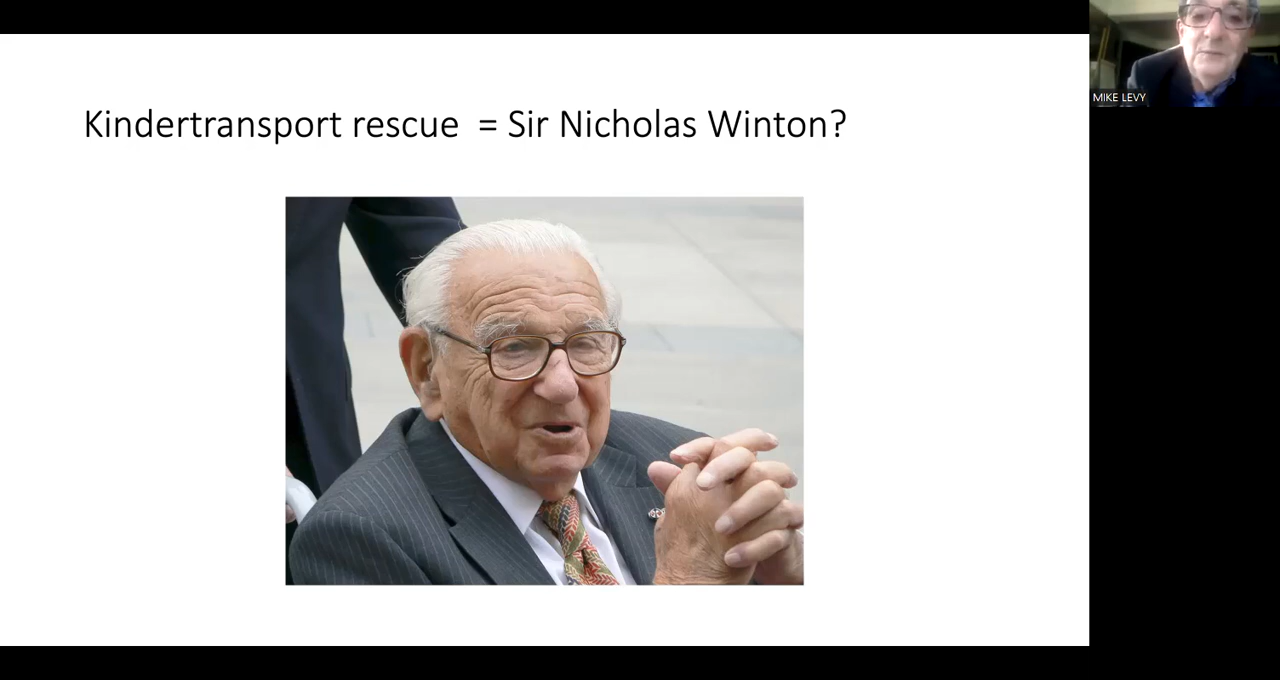 Kindertransport rescue = Sir Nicholas Winton?
MIKE LEVY